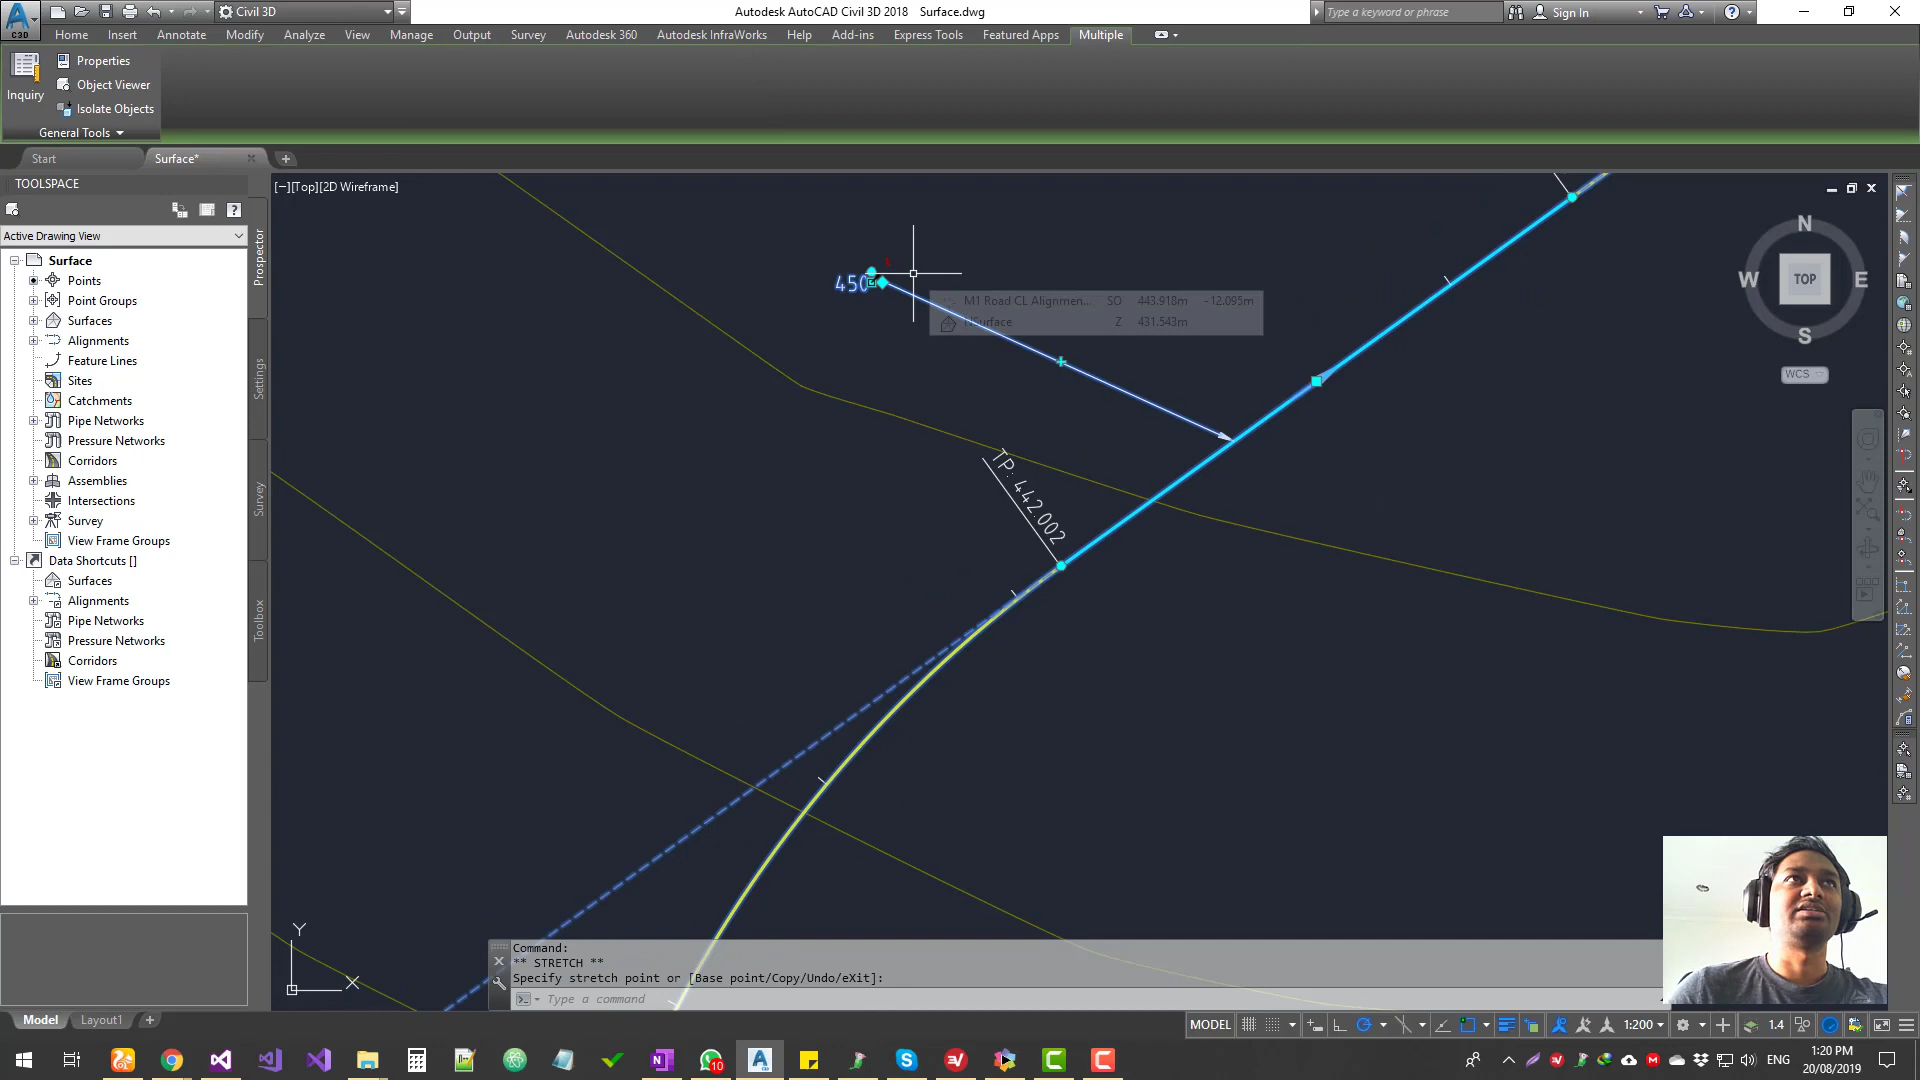 C3D
Civil 3D
Autodesk AutoCAD Civil 3D 2018 Surface.dwg
Type a keyword or phrase
Sign In
Home Insert Annotate Modify Analyze View Manage Output Survey Autodesk 360 Autodesk InfraWorks Help Add-ins Express Tools Featured Apps Multiple
Properties
Object Viewer
Isolate Objects
Inquiry
General Tools
Start
Surface*
TOOLSPACE
Active Drawing View
Surface
Points
Point Groups
Surfaces
Alignments
Feature Lines
Sites
Catchments
Pipe Networks
Pressure Networks
Corridors
Assemblies
Intersections
Survey
View Frame Groups
Data Shortcuts []
Surfaces
Alignments
Pipe Networks
Pressure Networks
Corridors
View Frame Groups
Prospector
Settings
Survey
Toolbox
[−][Top][2D Wireframe]
450
M1 Road CL Alignmen... SO 443.918m -12.095m
NSurface Z 431.543m
TP: 442.002
N
W TOP E
S
WCS
Y
X
Command:
** STRETCH **
Specify stretch point or [Base point/Copy/Undo/eXit]:
Type a command
Model Layout1
MODEL
1:200
1.4
10
ENG
1:20 PM
20/08/2019